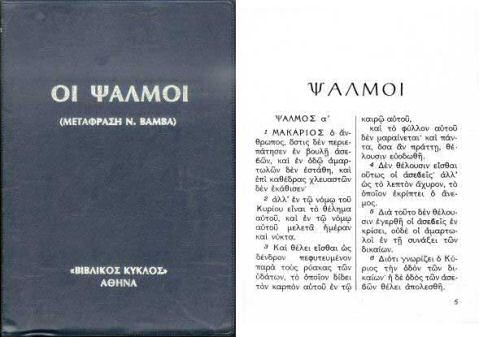 ΟΙ ΨΑΛΜΟΙ
(ΜΕΤΑΦΡΑΣΗ Ν. ΒΑΜΒΑ)
«ΒΙΒΛΙΚΟΣ ΚΥΚΛΟΣ»
ΑΘΗΝΑ
ΨΑΛΜΟΙ
ΨΑΛΜΟΣ α΄
1 ΜΑΚΑΡΙΟΣ ὁ ἄν-
θρωπος, ὅστις δὲν περιε-
πάτησεν ἐν βουλῇ ἀσε-
βῶν, καὶ ἐν ὁδῷ ἁμαρ-
τωλῶν δὲν ἐστάθη, καὶ
ἐπὶ καθέδρας χλευαστῶν
δὲν ἐκάθισεν·
2 ἀλλ' ἐν τῷ νόμῳ τοῦ
Κυρίου εἶναι τὸ θέλημα
αὐτοῦ, καὶ ἐν τῷ νόμῳ
αὐτοῦ μελετᾷ ἡμέραν
καὶ νύκτα.
3 Καὶ θέλει εἶσθαι ὡς
δένδρον πεφυτευμένον
παρὰ τοὺς ῥύακας τῶν
ὑδάτων, τὸ ὁποῖον δίδει
τὸν καρπὸν αὐτοῦ ἐν τῷ
καιρῷ αὐτοῦ,
καὶ τὸ φύλλον αὐτοῦ
δὲν μαραίνεται· καὶ πάν-
τα, ὅσα ἂν πράττῃ, θέ-
λουσιν εὐοδωθῆ.
4 Δὲν θέλουσιν εἶσθαι
οὕτως οἱ ἀσεβεῖς· ἀλλ'
ὡς τὸ λεπτὸν ἄχυρον, τὸ
ὁποῖον ἐκρίπτει ὁ ἄνε-
μος.
5 Διὰ τοῦτο δὲν θέλου-
σιν ἐγερθῆ οἱ ἀσεβεῖς ἐν
κρίσει, οὐδὲ οἱ ἁμαρτω-
λοὶ ἐν τῇ συνάξει τῶν
δικαίων.
6 Διότι γνωρίζει ὁ Κύ-
ριος τὴν ὁδὸν τῶν δι-
καίων· ἡ δὲ ὁδὸς τῶν ἀσε-
βῶν θέλει ἀπολεσθῆ.
5